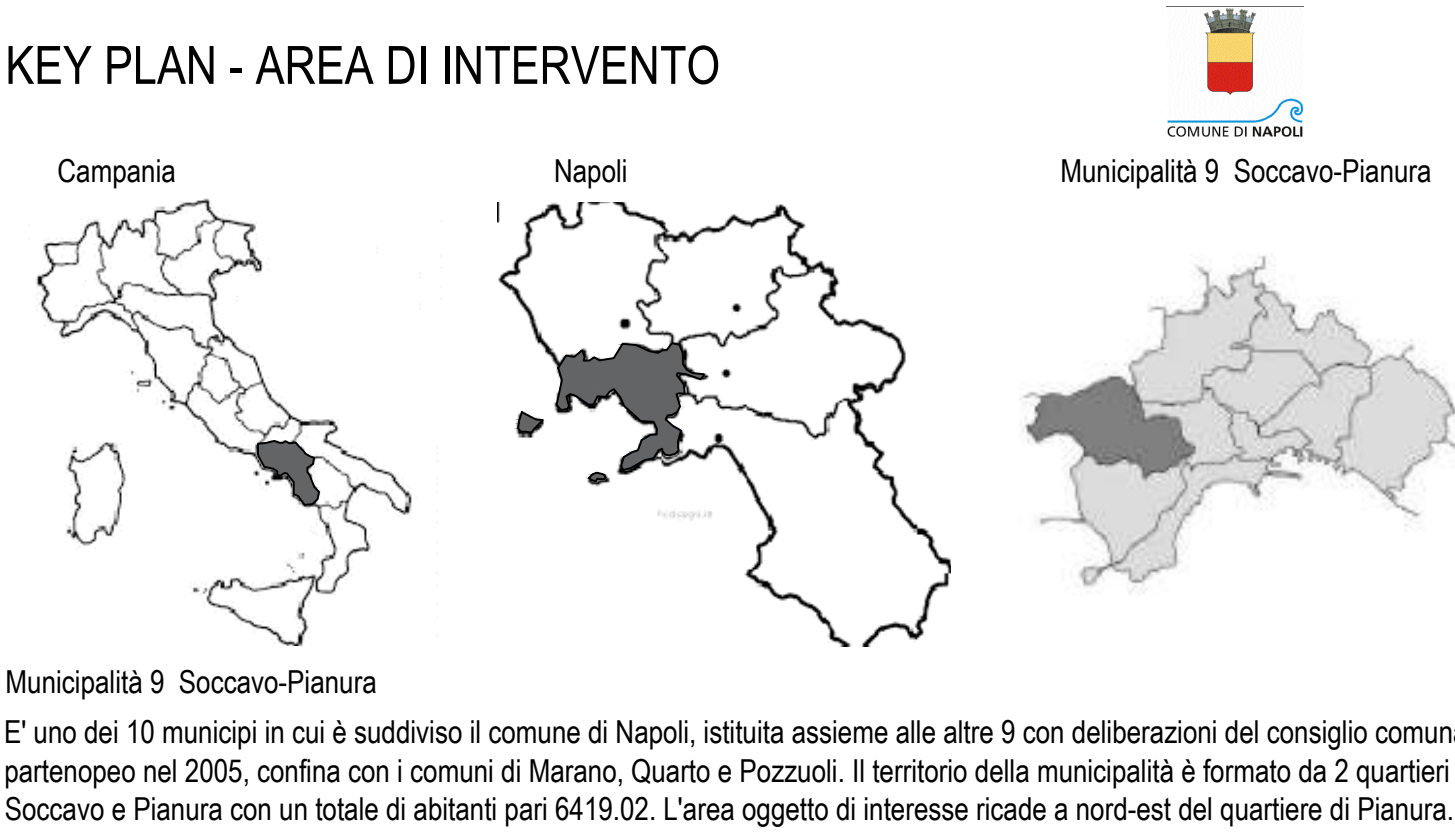 KEY PLAN - AREA DI INTERVENTO
COMUNE DI NAPOLI
Campania
Napoli
Municipalità 9 Soccavo-Pianura
Municipalità 9 Soccavo-Pianura
E' uno dei 10 municipi in cui è suddiviso il comune di Napoli, istituita assieme alle altre 9 con deliberazioni del consiglio comuna
partenopeo nel 2005, confina con i comuni di Marano, Quarto e Pozzuoli. Il territorio della municipalità è formato da 2 quartieri
Soccavo e Pianura con un totale di abitanti pari 6419.02. L'area oggetto di interesse ricade a nord-est del quartiere di Pianura.